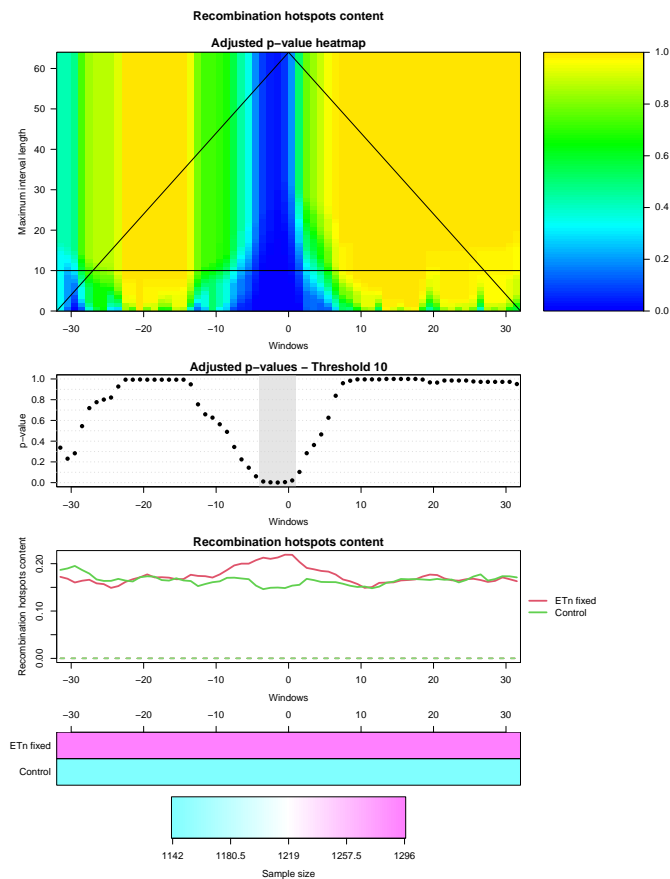 Recombination hotspots content
Adjusted p−value heatmap
Maximum interval length
0 10 20 30 40 50 60
−30 −20 −10 0 10 20 30
Windows
0.0 0.2 0.4 0.6 0.8 1.0
Adjusted p−values − Threshold 10
p−value
0.0 0.2 0.4 0.6 0.8 1.0
−30 −20 −10 0 10 20 30
Windows
Recombination hotspots content
Recombination hotspots content
0.00 0.10 0.20
−30 −20 −10 0 10 20 30
Windows
ETn fixed
Control
−30 −20 −10 0 10 20 30
ETn fixed
Control
1142 1180.5 1219 1257.5 1296
Sample size